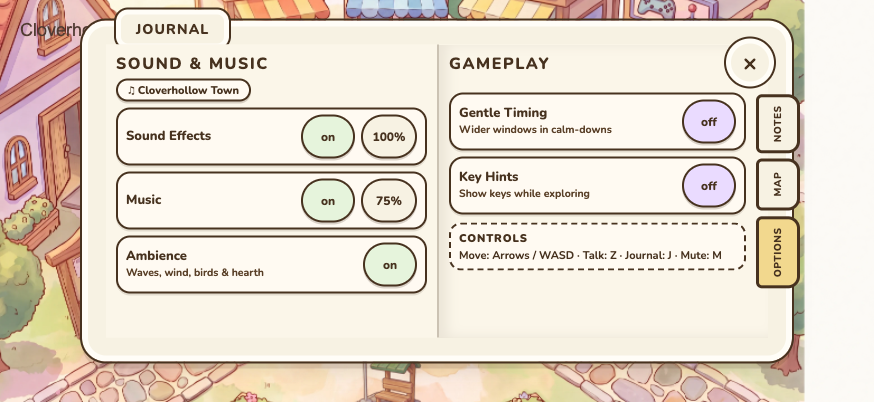 Cloverho
JOURNAL
SOUND & MUSIC
♫ Cloverhollow Town
Sound Effects
on
100%
Music
on
75%
Ambience
Waves, wind, birds & hearth
on
GAMEPLAY
×
Gentle Timing
Wider windows in calm-downs
off
Key Hints
Show keys while exploring
off
CONTROLS
Move: Arrows / WASD · Talk: Z · Journal: J · Mute: M
NOTES
MAP
OPTIONS